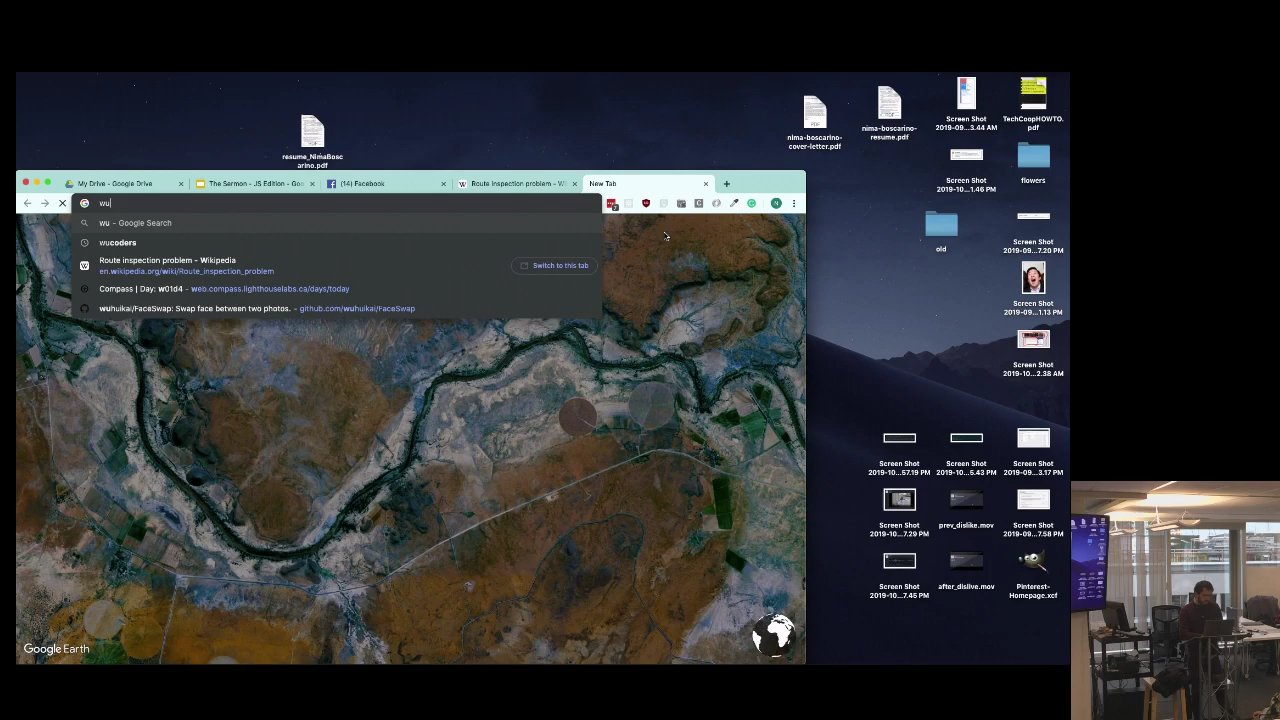 resume_NimaBosc
arino.pdf
nima-boscarino-
cover-letter.pdf
nima-boscarino-
resume.pdf
Screen Shot
2019-09...3.44 AM
TechCoopHOWTO.
pdf
Screen Shot
2019-10...1.46 PM
flowers
old
Screen Shot
2019-09...7.20 PM
Screen Shot
2019-09...1.13 PM
Screen Shot
2019-10...2.38 AM
Screen Shot
2019-10...57.19 PM
Screen Shot
2019-10...5.43 PM
Screen Shot
2019-09...3.17 PM
Screen Shot
2019-10...7.29 PM
prev_dislike.mov
Screen Shot
2019-09...7.58 PM
Screen Shot
2019-10...7.45 PM
after_dislive.mov
Pinterest-
Homepage.xcf
My Drive - Google Drive
The Sermon - JS Edition - Goo
(14) Facebook
Route inspection problem - Wi
New Tab
wu
wu - Google Search
wucoders
Route inspection problem - Wikipedia
en.wikipedia.org/wiki/Route_inspection_problem
Switch to this tab
Compass | Day: w01d4 - web.compass.lighthouselabs.ca/days/today
wuhuikai/FaceSwap: Swap face between two photos. - github.com/wuhuikai/FaceSwap
Google Earth